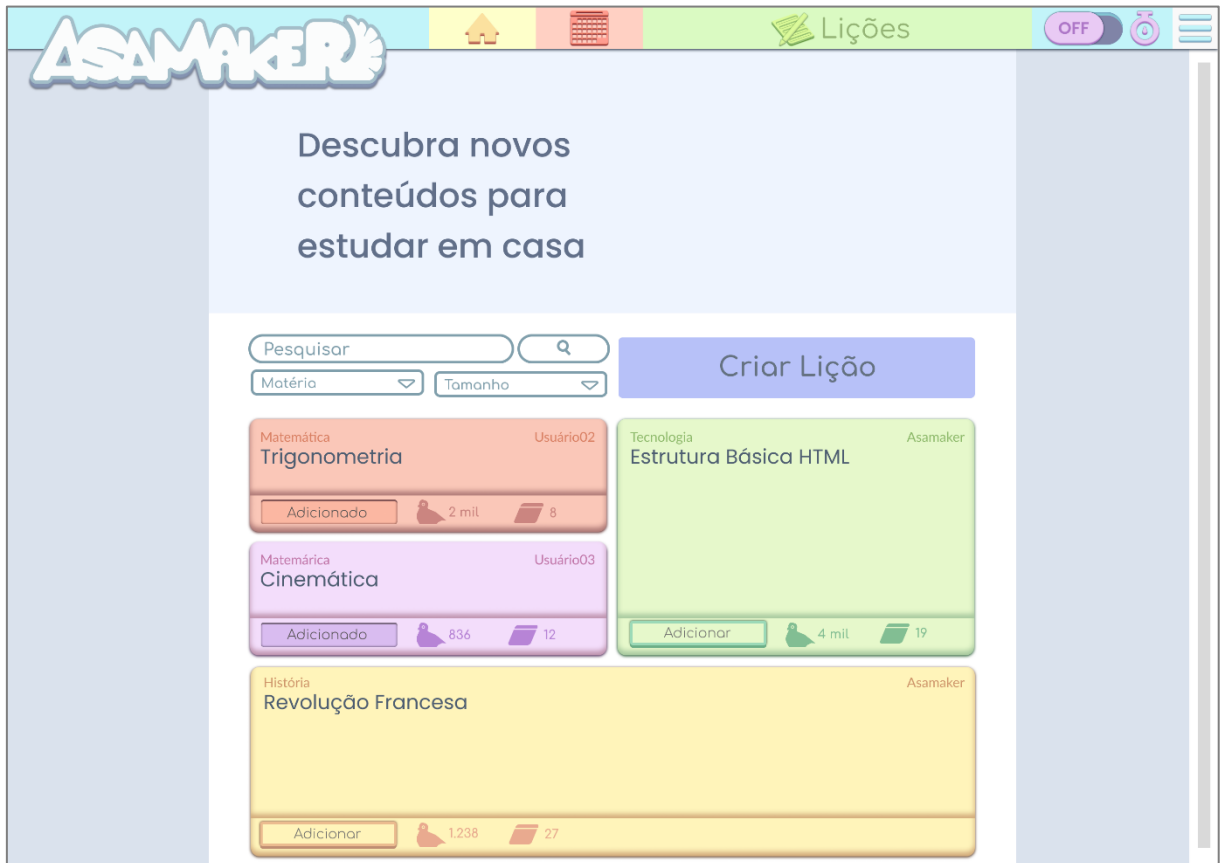 ASAMAKER
Lições
OFF
Descubra novos
conteúdos para
estudar em casa
Pesquisar
Matéria
Tamanho
Criar Lição
Matemática
Usuário02
Trigonometria
Adicionado
2 mil
8
Matemárica
Usuário03
Cinemática
Adicionado
836
12
Tecnologia
Asamaker
Estrutura Básica HTML
Adicionar
4 mil
19
História
Asamaker
Revolução Francesa
Adicionar
1.238
27